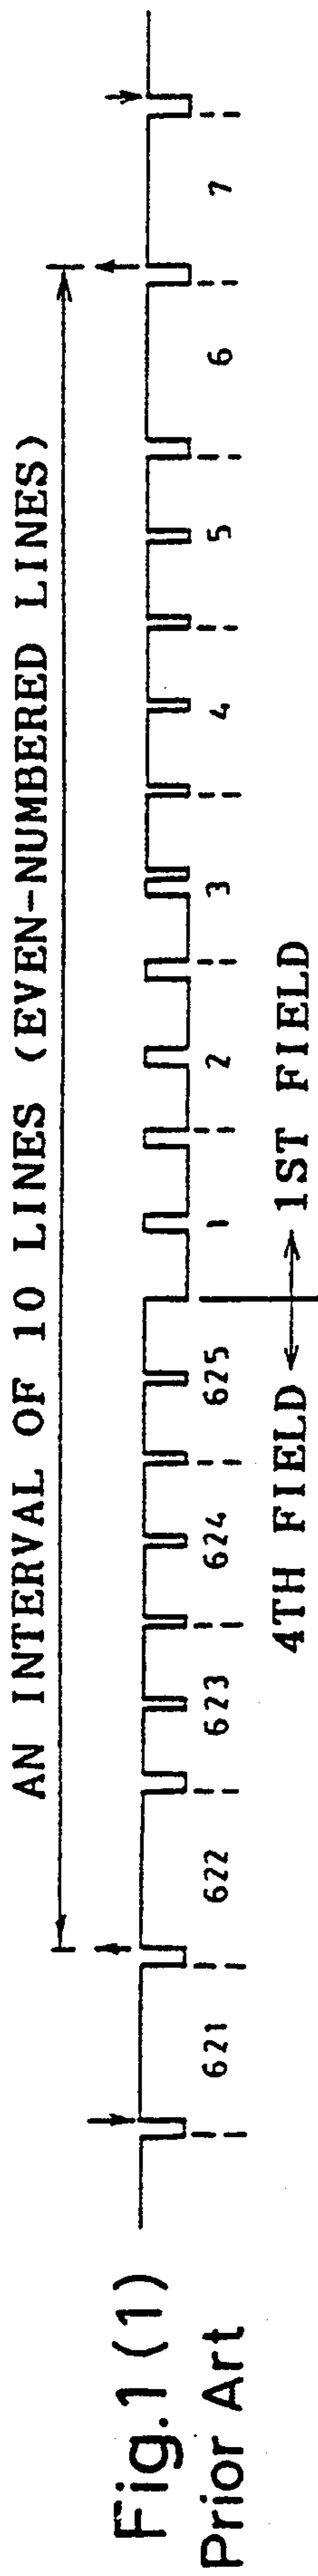 AN INTERVAL OF 10 LINES (EVEN-NUMBERED LINES)
621 622 623 624 625 1 2 3 4 5 6 7
4TH FIELD 1ST FIELD
Fig.1(1)
Prior Art